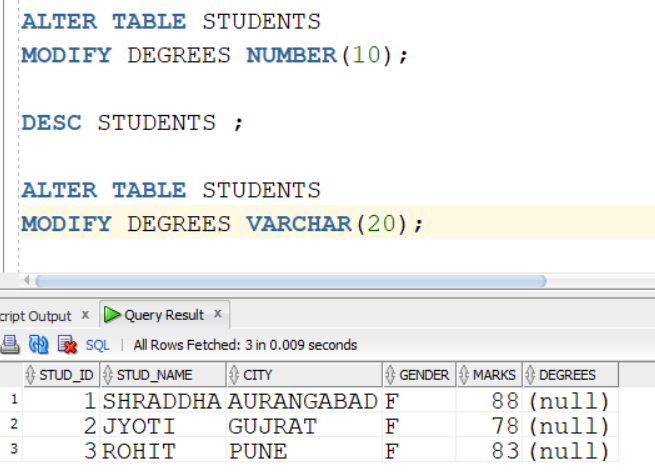 ALTER TABLE STUDENTS
MODIFY DEGREES NUMBER(10);
DESC STUDENTS ;
ALTER TABLE STUDENTS
MODIFY DEGREES VARCHAR(20);
cript Output x Query Result x
SQL | All Rows Fetched: 3 in 0.009 seconds
STUD_ID STUD_NAME CITY GENDER MARKS DEGREES
1 1 SHRADDHA AURANGABAD F 88 (null)
2 2 JYOTI GUJRAT F 78 (null)
3 3 ROHIT PUNE F 83 (null)